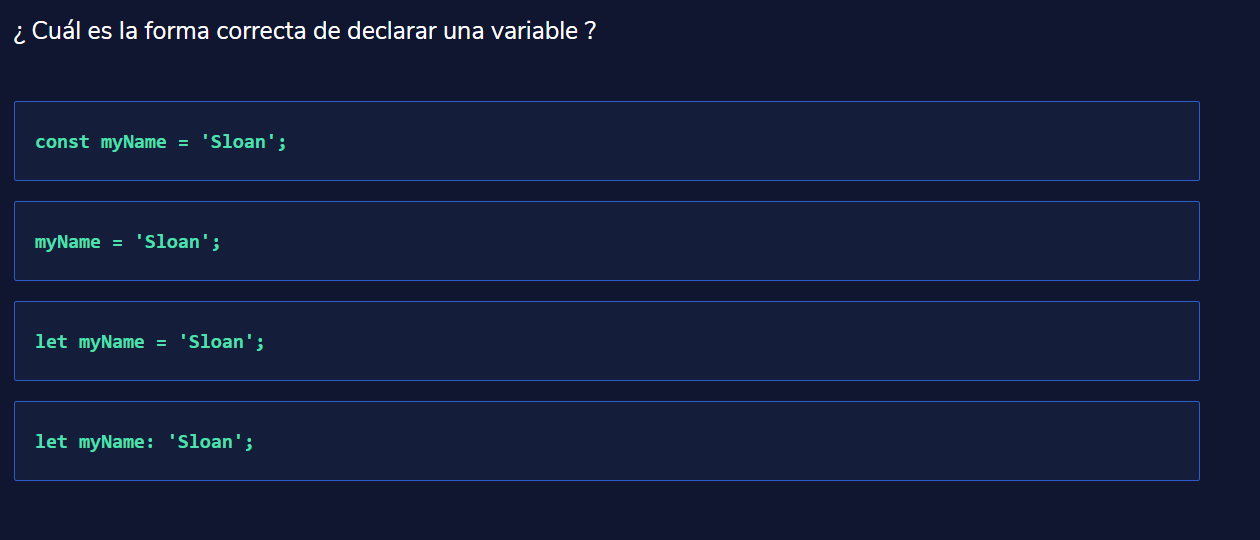 ¿ Cuál es la forma correcta de declarar una variable ?
const myName = 'Sloan';
myName = 'Sloan';
let myName = 'Sloan';
let myName: 'Sloan';